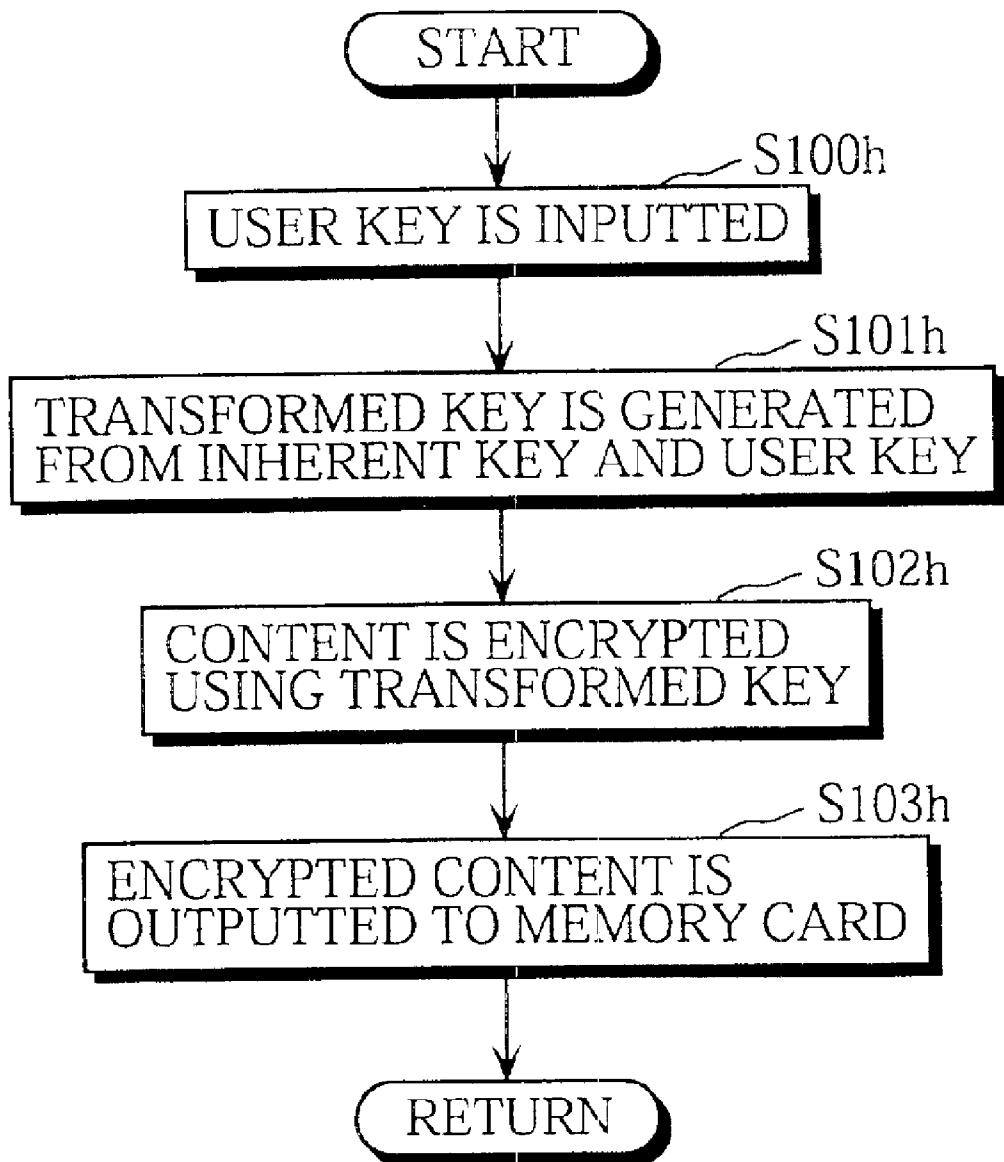 START
S100h
USER KEY IS INPUTTED
S101h
TRANSFORMED KEY IS GENERATED
FROM INHERENT KEY AND USER KEY
S102h
CONTENT IS ENCRYPTED
USING TRANSFORMED KEY
S103h
ENCRYPTED CONTENT IS
OUTPUTTED TO MEMORY CARD
RETURN